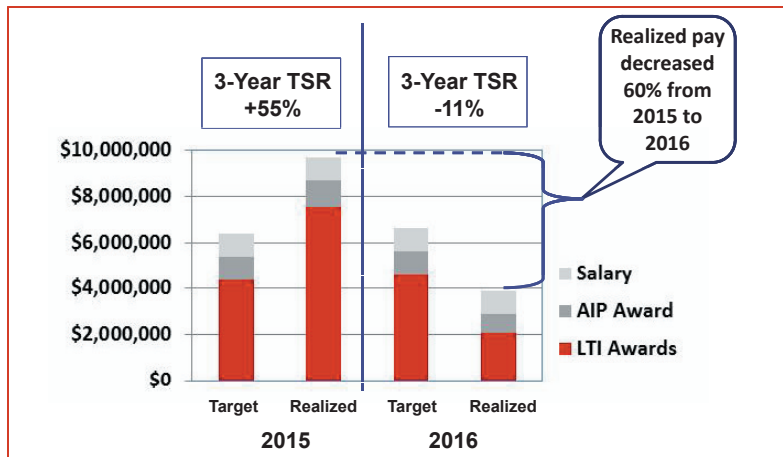 3-Year TSR
+55%
3-Year TSR
-11%
Realized pay
decreased
60% from
2015 to
2016
$10,000,000
$8,000,000
$6,000,000
$4,000,000
$2,000,000
$0
Salary
AIP Award
LTI Awards
Target Realized Target Realized
2015 2016